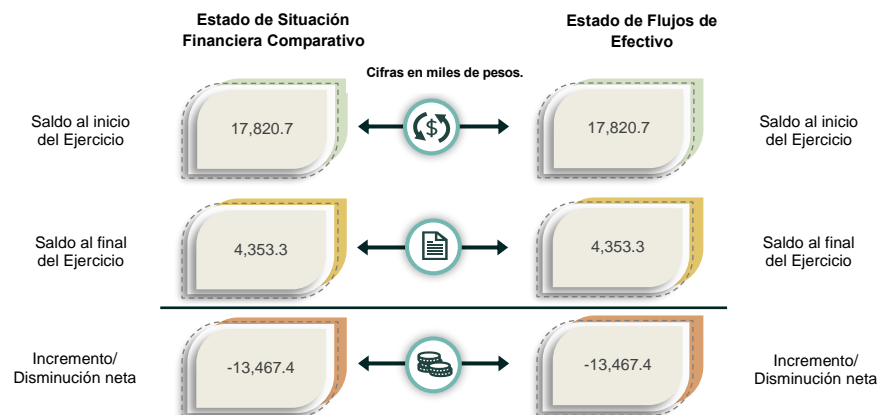 Estado de Situación
Financiera Comparativo
Estado de Flujos de
Efectivo
Cifras en miles de pesos.
Saldo al inicio
del Ejercicio
17,820.7
$
17,820.7
Saldo al inicio
del Ejercicio
Saldo al final
del Ejercicio
4,353.3
4,353.3
Saldo al final
del Ejercicio
Incremento/
Disminución neta
-13,467.4
-13,467.4
Incremento/
Disminución neta